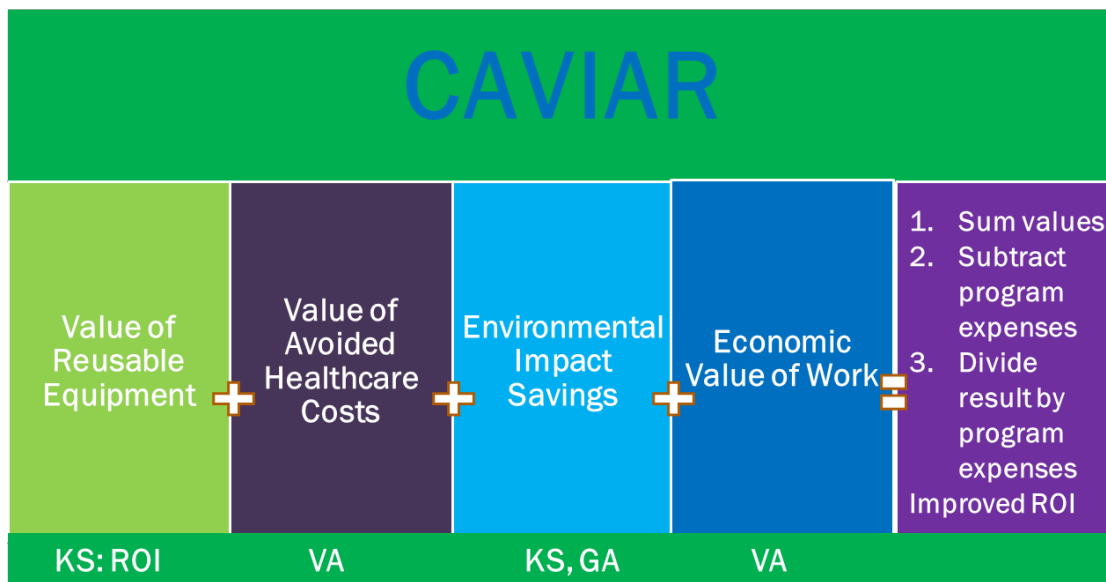 CAVIAR
Value of
Reusable
Equipment
Value of
Avoided
Healthcare
Costs
Environmental
Impact
Savings
Economic
Value of Work
1. Sum values
2. Subtract
program
expenses
3. Divide
result by
program
expenses
Improved ROI
KS: ROI
VA
KS, GA
VA